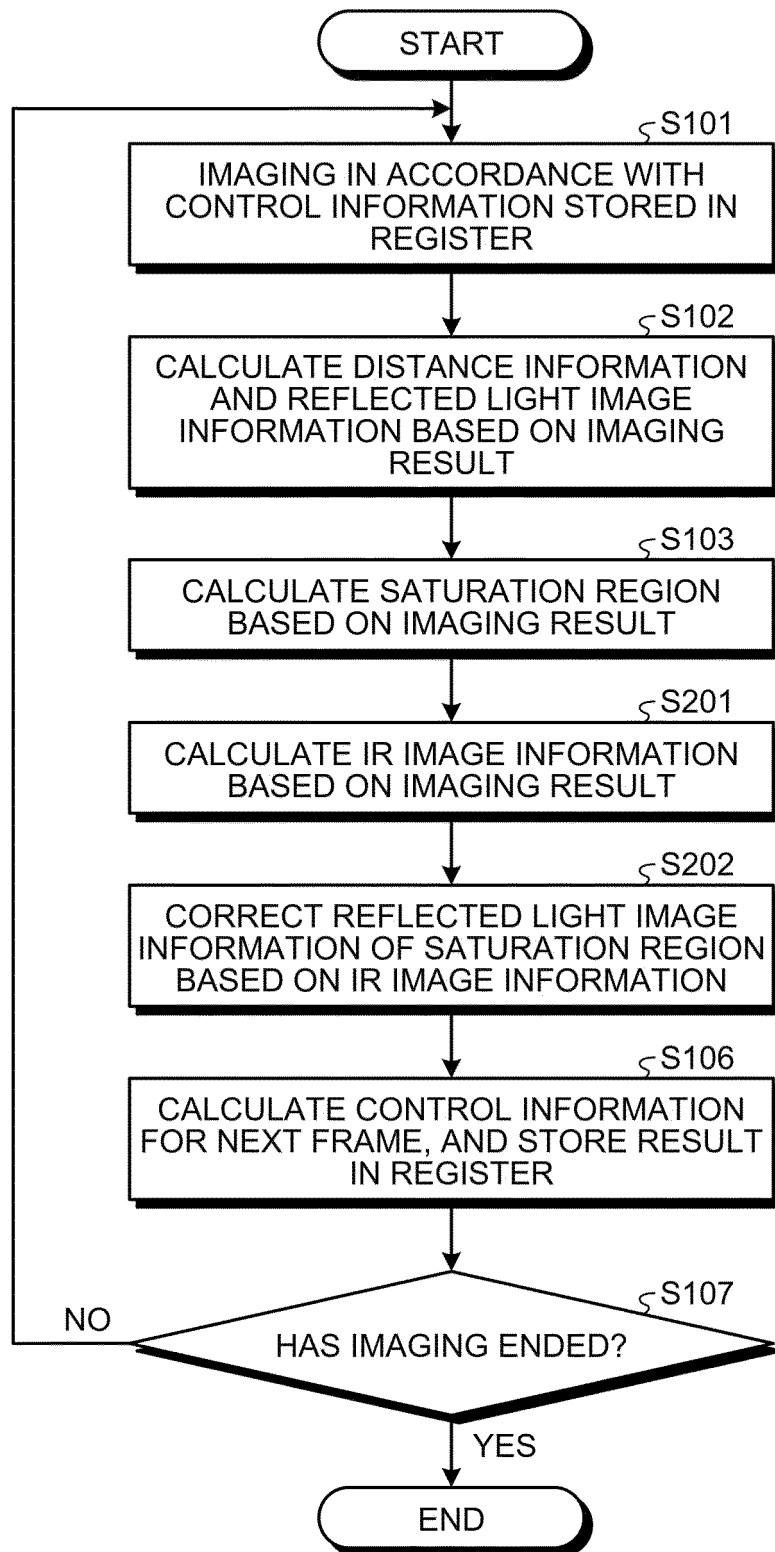 START
S101
IMAGING IN ACCORDANCE WITH
CONTROL INFORMATION STORED IN
REGISTER
S102
CALCULATE DISTANCE INFORMATION
AND REFLECTED LIGHT IMAGE
INFORMATION BASED ON IMAGING
RESULT
S103
CALCULATE SATURATION REGION
BASED ON IMAGING RESULT
S201
CALCULATE IR IMAGE INFORMATION
BASED ON IMAGING RESULT
S202
CORRECT REFLECTED LIGHT IMAGE
INFORMATION OF SATURATION REGION
BASED ON IR IMAGE INFORMATION
S106
CALCULATE CONTROL INFORMATION
FOR NEXT FRAME, AND STORE RESULT
IN REGISTER
S107
NO
HAS IMAGING ENDED?
YES
END